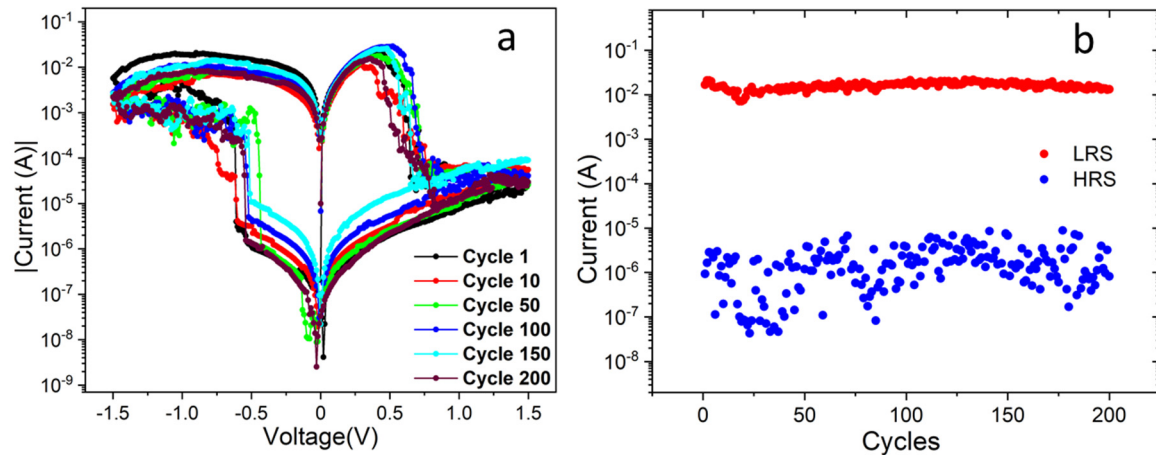 a
|Current (A)|
10⁻¹
10⁻²
10⁻³
10⁻⁴
10⁻⁵
10⁻⁶
10⁻⁷
10⁻⁸
10⁻⁹
Cycle 1
Cycle 10
Cycle 50
Cycle 100
Cycle 150
Cycle 200
-1.5 -1.0 -0.5 0 0.5 1.0 1.5
Voltage(V)
b
Current (A)
10⁻¹
10⁻²
10⁻³
10⁻⁴
10⁻⁵
10⁻⁶
10⁻⁷
10⁻⁸
LRS
HRS
0 50 100 150 200
Cycles